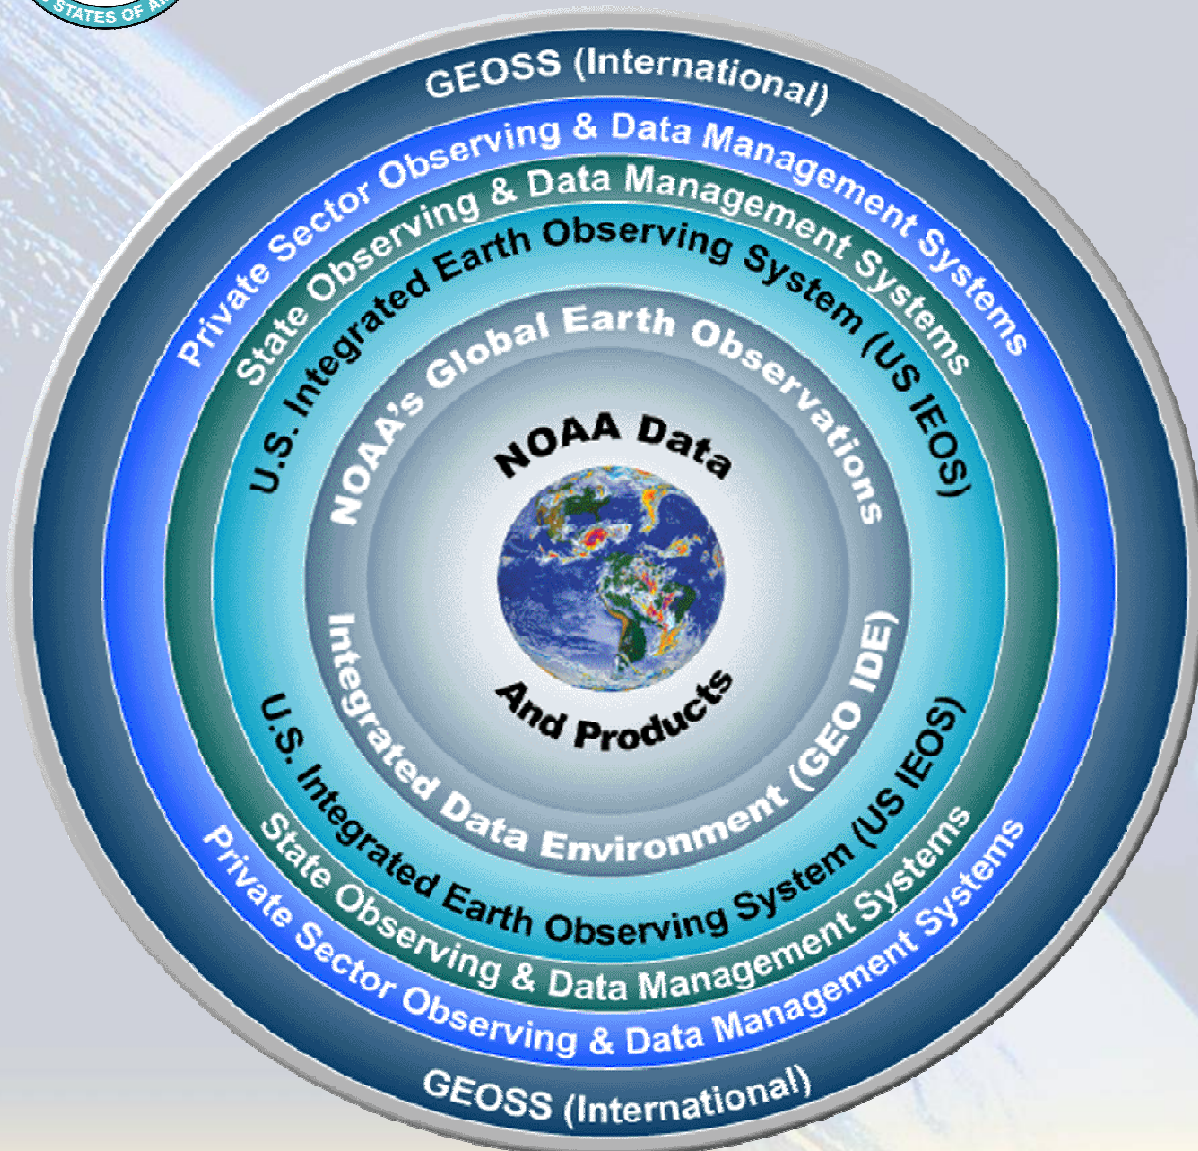 STATES OF
GEOSS (International)
Private Sector Observing & Data Management Systems
State Observing & Data Management Systems
U.S. Integrated Earth Observing System (US IEOS)
NOAA's Global Earth Observations
NOAA Data
And Products
Integrated Data Environment (GEO IDE)
U.S. Integrated Earth Observing System (US IEOS)
State Observing & Data Management Systems
Private Sector Observing & Data Management Systems
GEOSS (International)